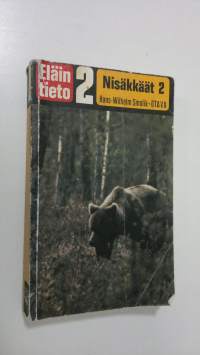 Eläin
tieto
2
Nisäkkäät 2
Hans-Wilhelm Smolik - OTAVA